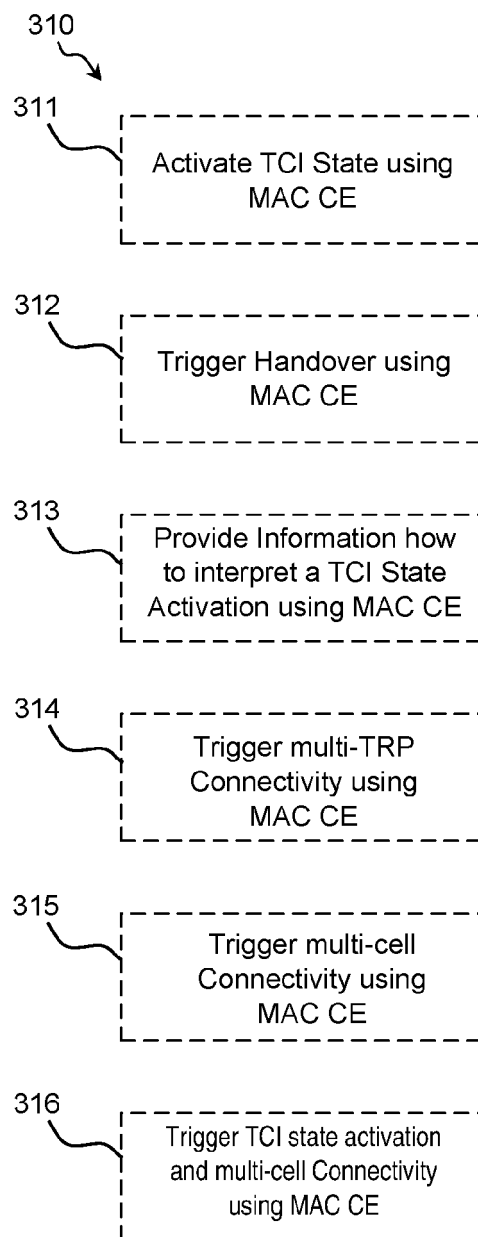 310
311
Activate TCI State using
MAC CE
312
Trigger Handover using
MAC CE
313
Provide Information how
to interpret a TCI State
Activation using MAC CE
314
Trigger multi-TRP
Connectivity using
MAC CE
315
Trigger multi-cell
Connectivity using
MAC CE
316
Trigger TCI state activation
and multi-cell Connectivity
using MAC CE